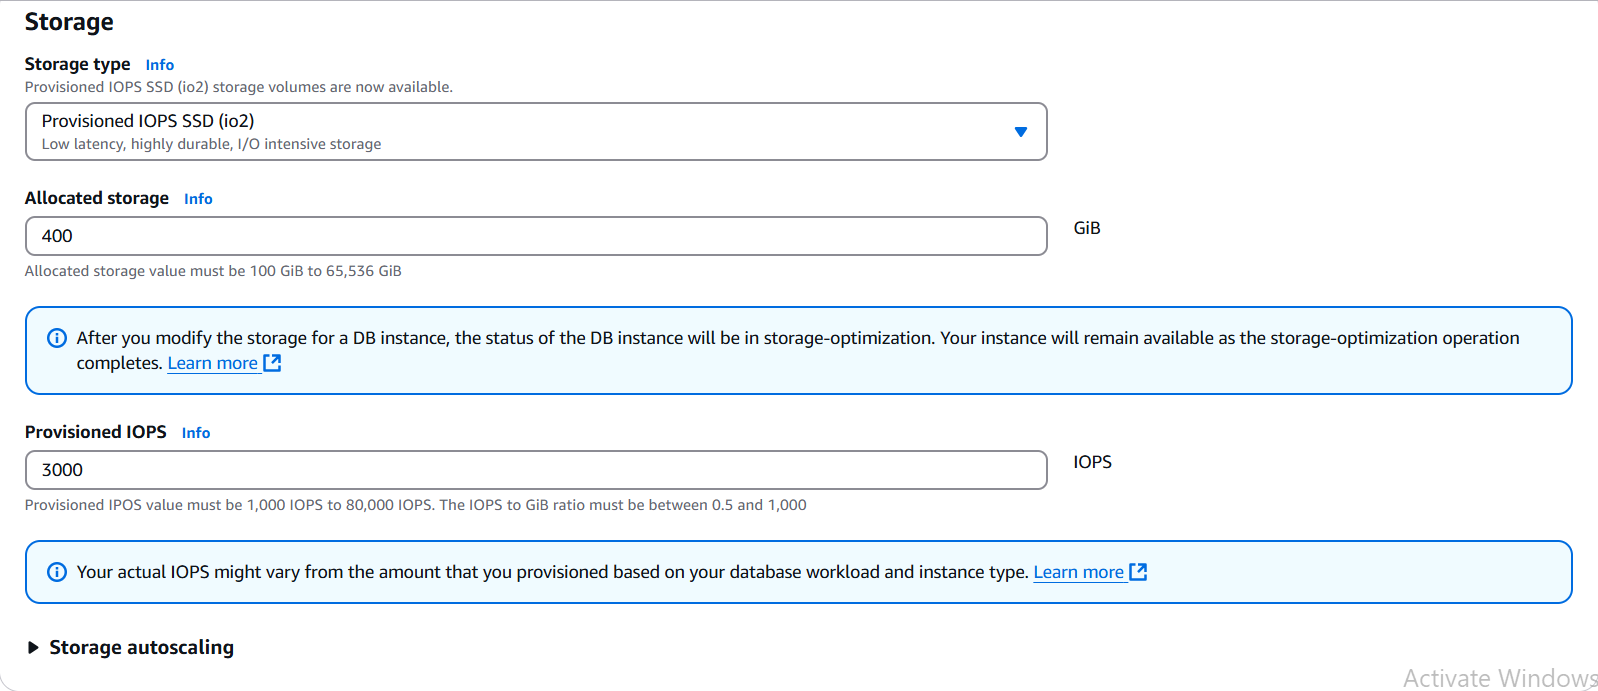 Storage
Storage type Info
Provisioned IOPS SSD (io2) storage volumes are now available.
Provisioned IOPS SSD (io2)
Low latency, highly durable, I/O intensive storage
Allocated storage Info
400
GiB
Allocated storage value must be 100 GiB to 65,536 GiB
After you modify the storage for a DB instance, the status of the DB instance will be in storage-optimization. Your instance will remain available as the storage-optimization operation
completes. Learn more
Provisioned IOPS Info
3000
IOPS
Provisioned IPOS value must be 1,000 IOPS to 80,000 IOPS. The IOPS to GiB ratio must be between 0.5 and 1,000
Your actual IOPS might vary from the amount that you provisioned based on your database workload and instance type. Learn more
Storage autoscaling
Activate Windows